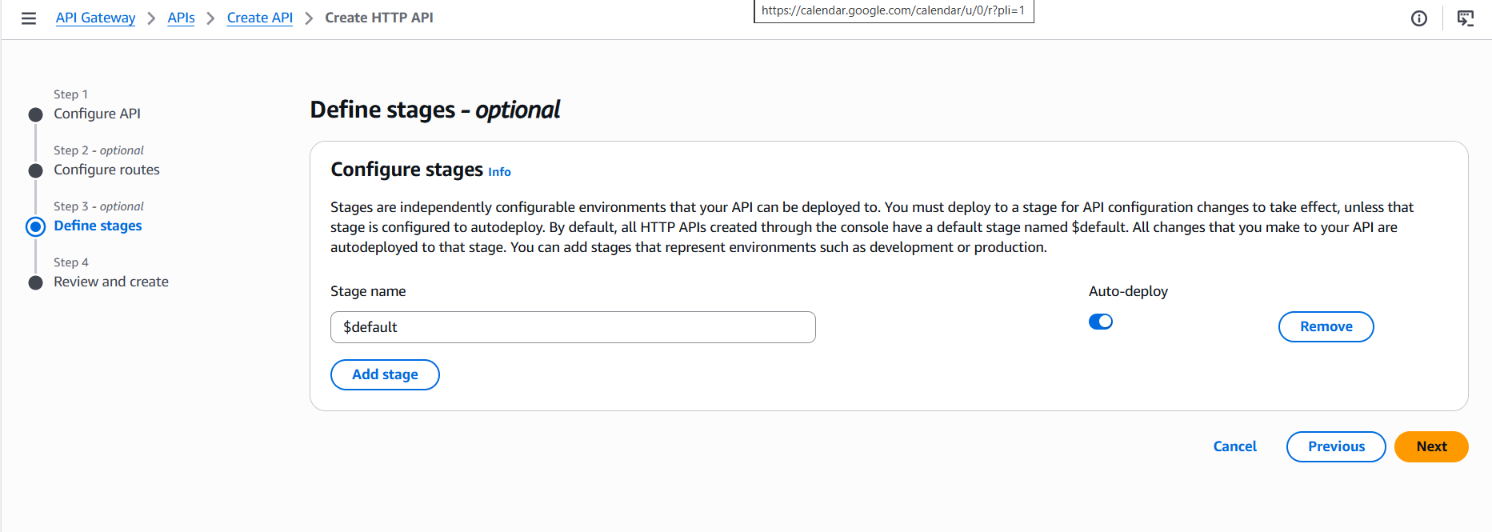 API Gateway > APIs > Create API > Create HTTP API
https://calendar.google.com/calendar/u/0/r?pli=1
Step 1
Configure API
Step 2 - optional
Configure routes
Step 3 - optional
Define stages
Step 4
Review and create
Define stages - optional
Configure stages Info
Stages are independently configurable environments that your API can be deployed to. You must deploy to a stage for API configuration changes to take effect, unless that
stage is configured to autodeploy. By default, all HTTP APIs created through the console have a default stage named $default. All changes that you make to your API are
autodeployed to that stage. You can add stages that represent environments such as development or production.
Stage name
Auto-deploy
$default
Remove
Add stage
Cancel
Previous
Next